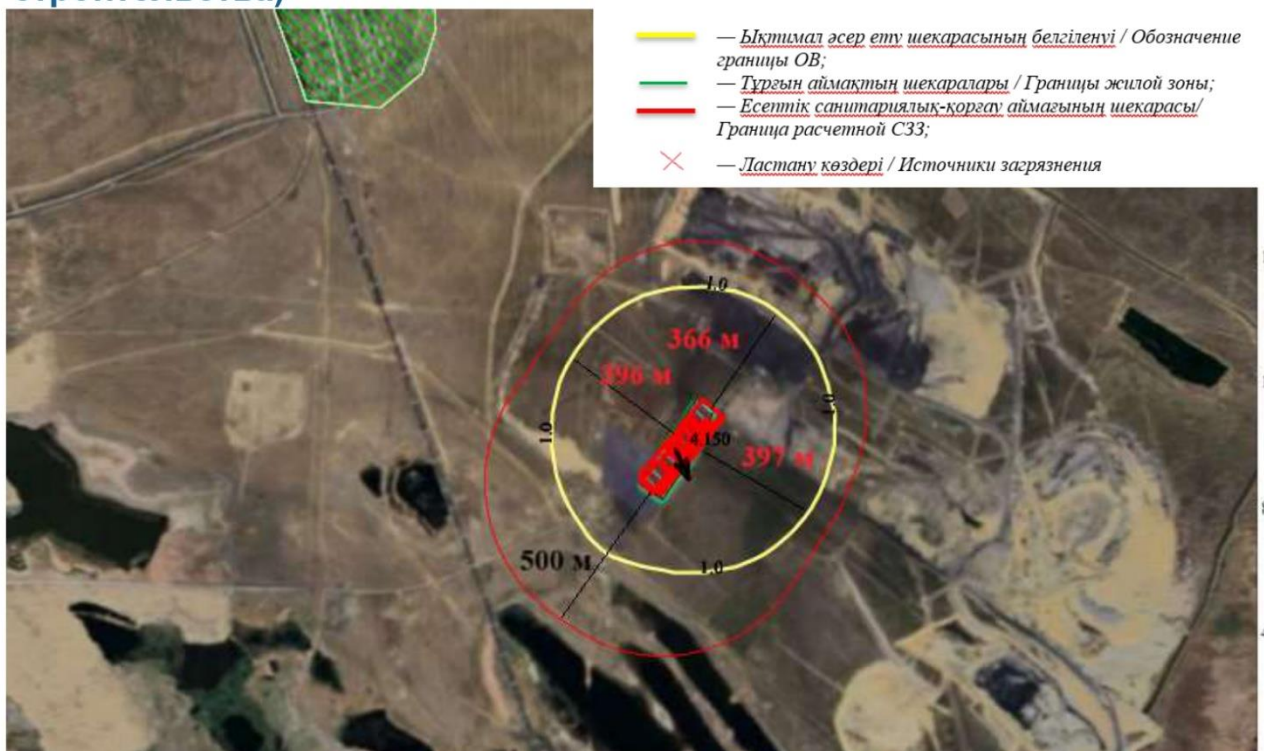 — Ықтимал әсер ету шекарасының белгіленуі / Обозначение
границы ОВ;
— Тұрғын аймақтың шекаралары / Границы жилой зоны;
— Есептік санитариялық-қорғау аймағының шекарасы/
Граница расчетной СЗЗ;
— Ластану көздері / Источники загрязнения
1.0
366 м
396 м
1.0
1.0
397 м
500 м
1.0